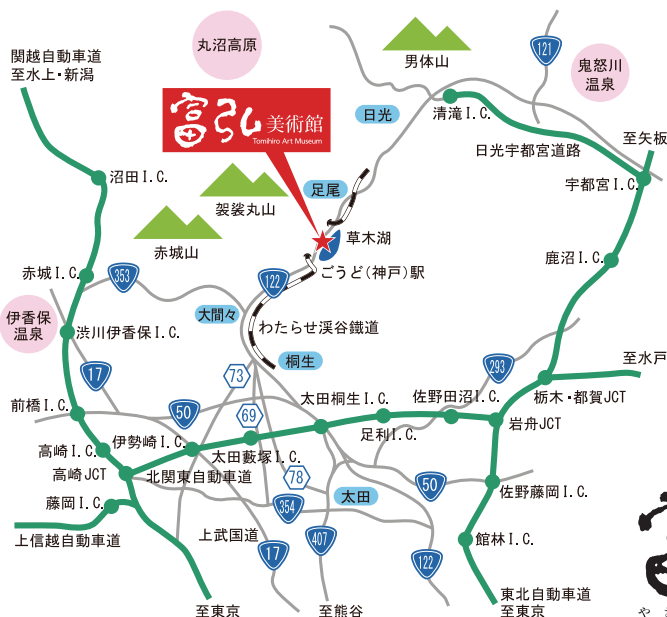 関越自動車道
至水上・新潟
丸沼高原
男体山
121
鬼怒川
温泉
富弘美術館
Tomihiro Art Museum
日光
清滝I.C.
日光宇都宮道路
至矢板
宇都宮I.C.
沼田I.C.
袈裟丸山
足尾
赤城山
草木湖
鹿沼I.C.
赤城I.C.
353
122
ごうど(神戸)駅
伊香保
温泉
渋川伊香保I.C.
大間々
わたらせ渓谷鐵道
桐生
293
至水戸
17
73
栃木・都賀JCT
前橋I.C.
50
69
太田桐生I.C.
佐野田沼I.C.
岩舟JCT
高崎I.C.
伊勢崎I.C.
太田藪塚I.C.
足利I.C.
高崎JCT
北関東自動車道
78
太田
50
佐野藤岡I.C.
藤岡I.C.
354
上信越自動車道
上武国道
17
407
122
館林I.C.
東北自動車道
至東京
至熊谷
至東京
や